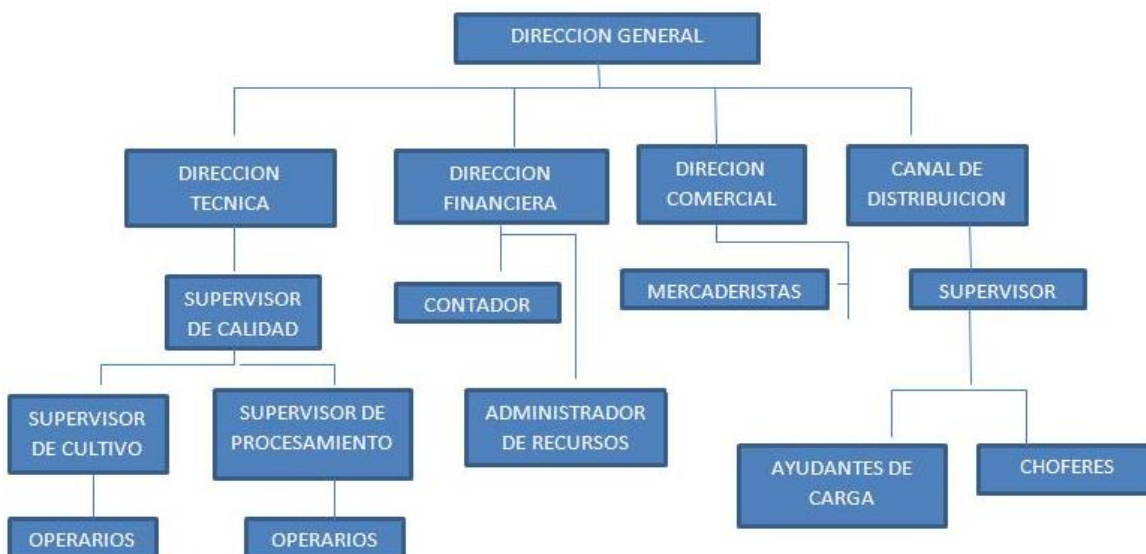 DIRECCION GENERAL
DIRECCION
TECNICA
DIRECCION
FINANCIERA
DIRECION
COMERCIAL
CANAL DE
DISTRIBUICION
SUPERVISOR
DE CALIDAD
CONTADOR
MERCADERISTAS
SUPERVISOR
SUPERVISOR
DE CULTIVO
SUPERVISOR DE
PROCESAMIENTO
ADMINISTRADOR
DE RECURSOS
AYUDANTES DE
CARGA
CHOFERES
OPERARIOS
OPERARIOS